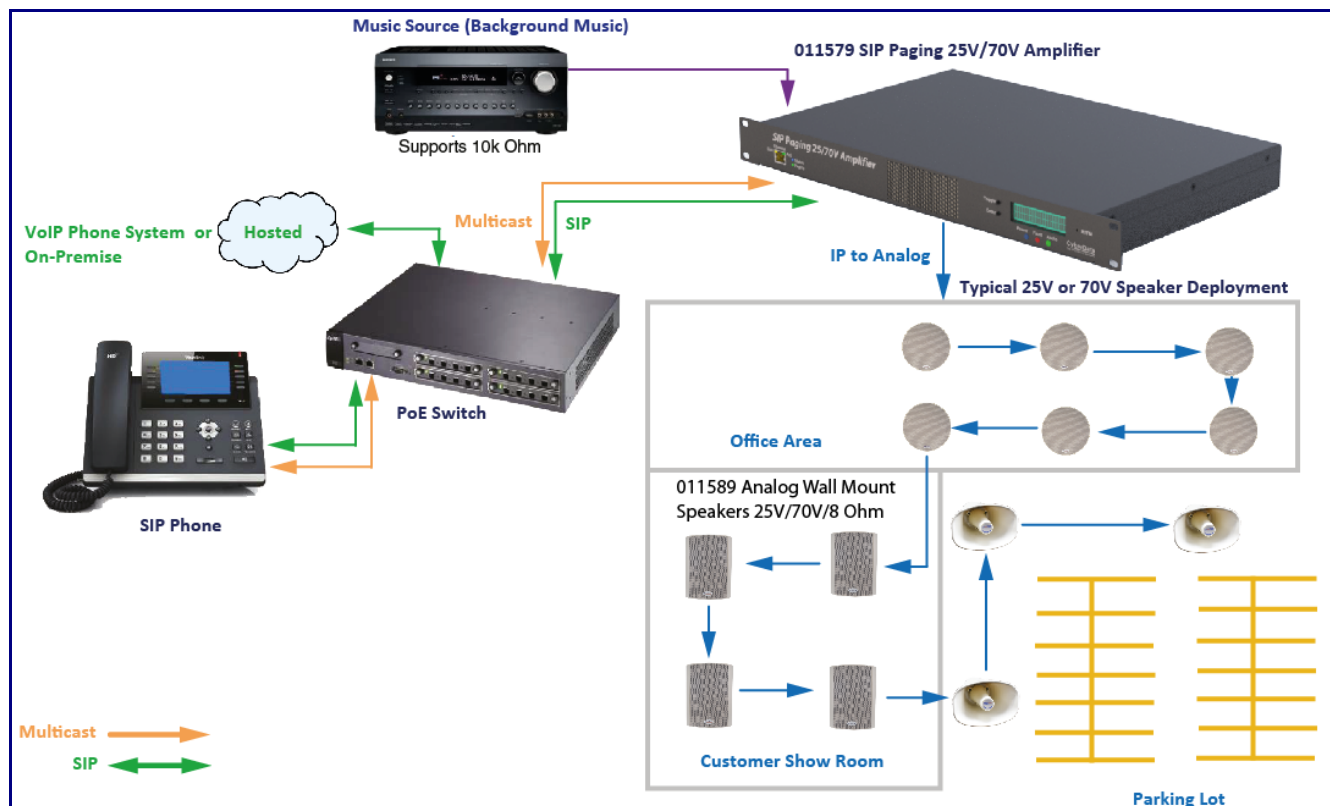 Music Source (Background Music)
011579 SIP Paging 25V/70V Amplifier
Supports 10k Ohm
SIP Paging 25/70V Amplifier
Multicast
SIP
VoIP Phone System or
Hosted
On-Premise
IP to Analog
Typical 25V or 70V Speaker Deployment
PoE Switch
Office Area
SIP Phone
011589 Analog Wall Mount
Speakers 25V/70V/8 Ohm
Customer Show Room
Parking Lot
Multicast
SIP